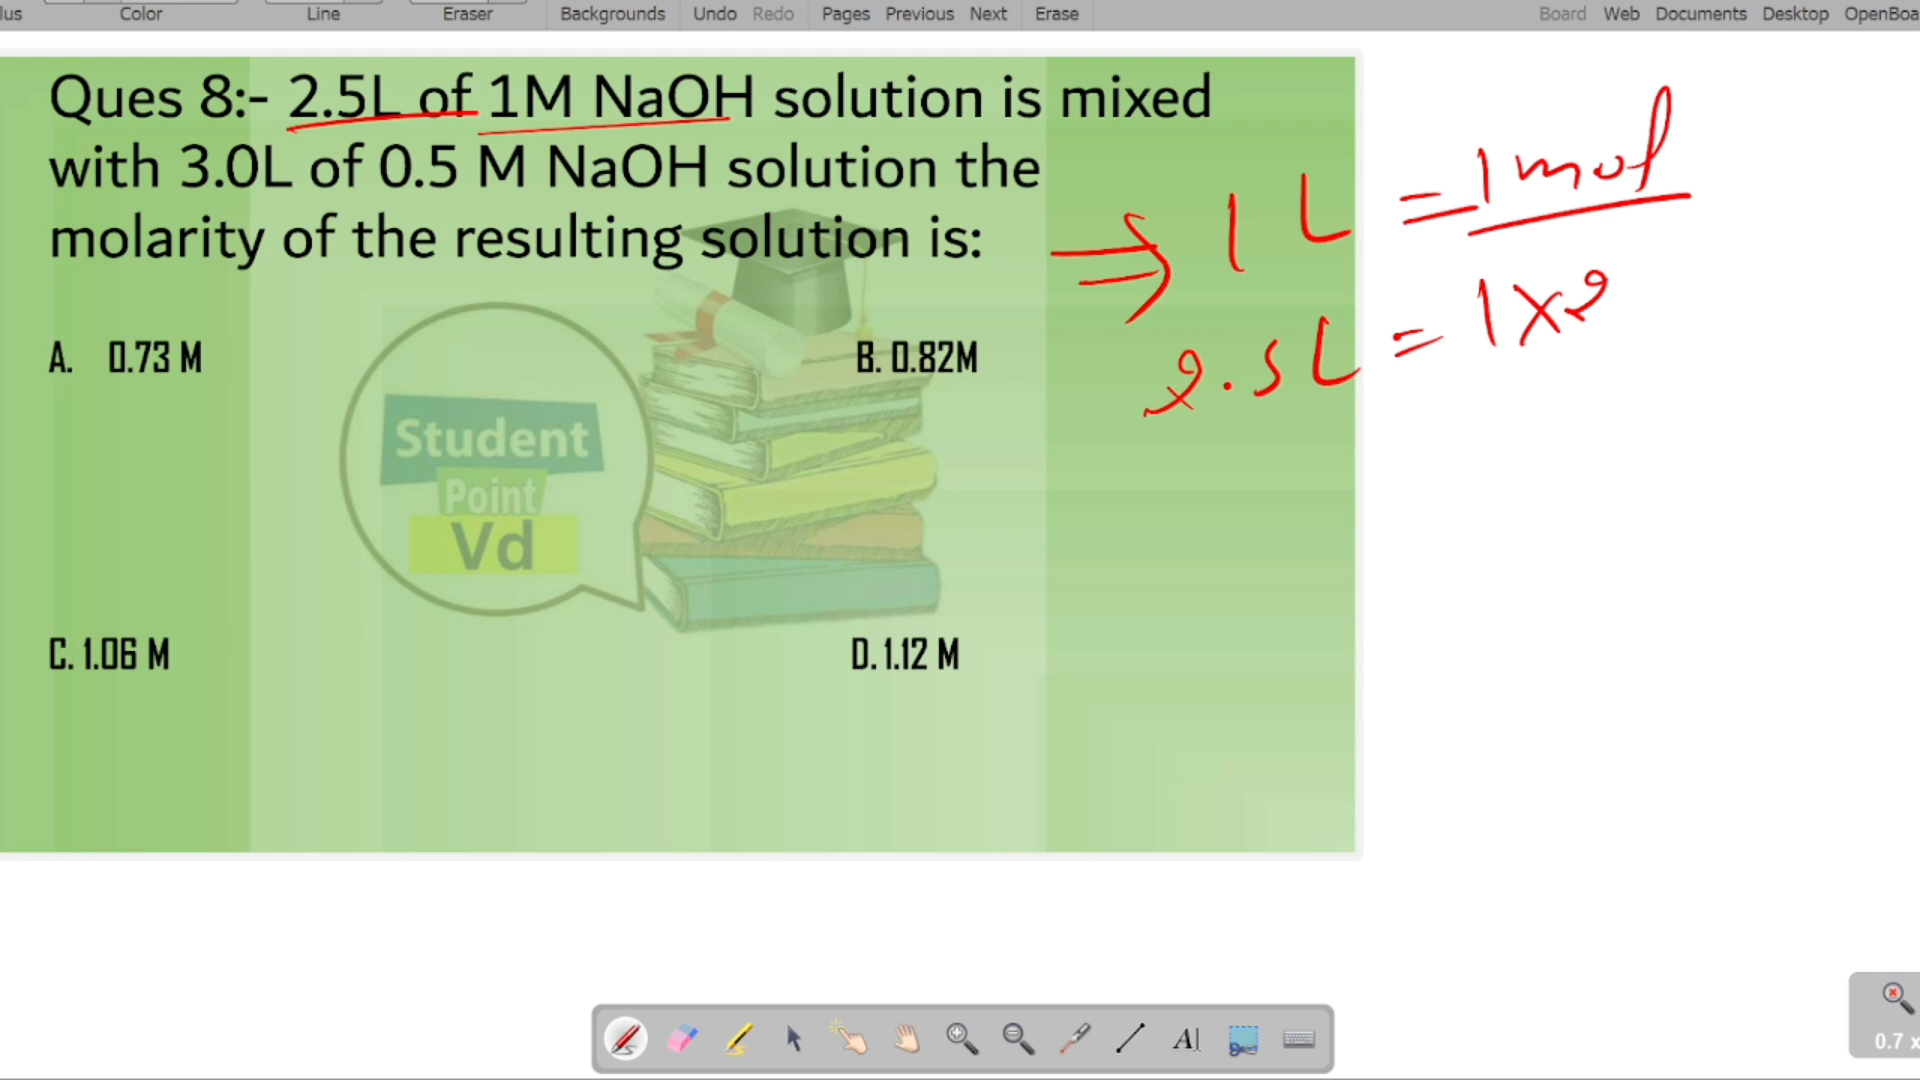 lus Color Line Eraser Backgrounds Undo Redo Pages Previous Next Erase Board Web Documents Desktop OpenBoa
Ques 8:- 2.5L of 1M NaOH solution is mixed
with 3.0L of 0.5 M NaOH solution the
molarity of the resulting solution is:
⇒ 1 L = 1 mol
2.5 L = 1x2
A. 0.73 M
B. 0.82M
Student
Point
Vd
C. 1.06 M
D. 1.12 M
A
0.7 x